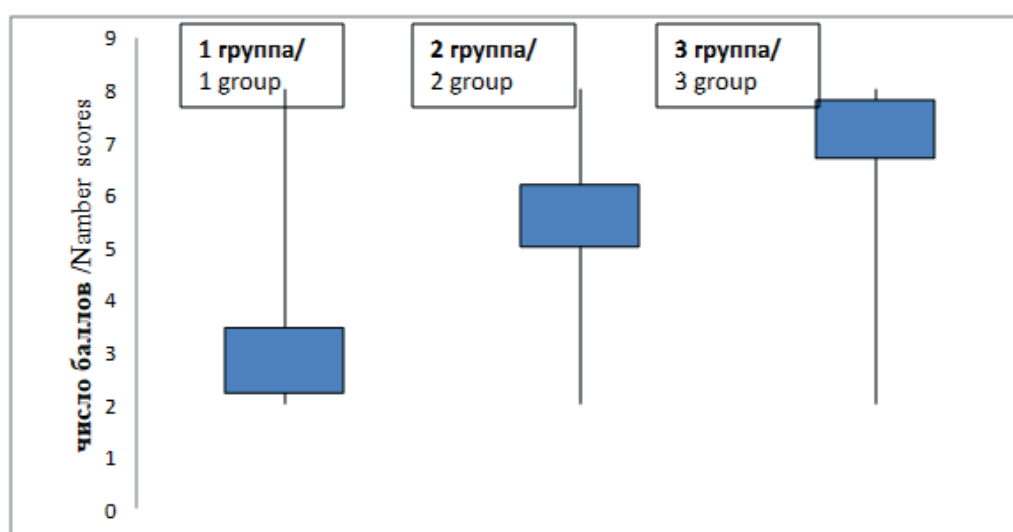 число баллов /Namber scores
9
8
7
6
5
4
3
2
1
0
1 группа/
1 group
2 группа/
2 group
3 группа/
3 group